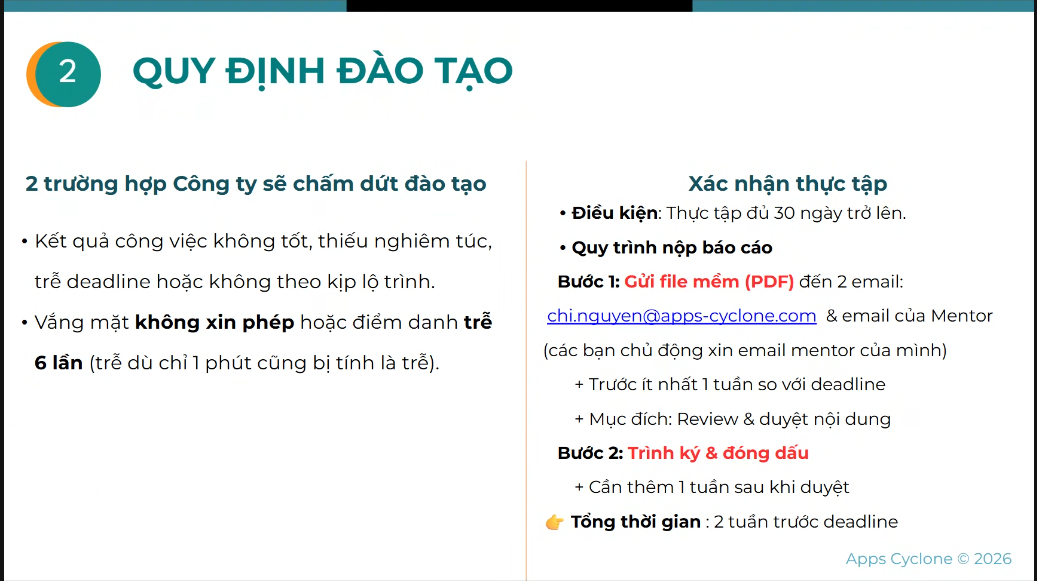 2
QUY ĐỊNH ĐÀO TẠO
2 trường hợp Công ty sẽ chấm dứt đào tạo
• Kết quả công việc không tốt, thiếu nghiêm túc,
trễ deadline hoặc không theo kịp lộ trình.
• Vắng mặt không xin phép hoặc điểm danh trễ
6 lần (trễ dù chỉ 1 phút cũng bị tính là trễ).
Xác nhận thực tập
• Điều kiện: Thực tập đủ 30 ngày trở lên.
• Quy trình nộp báo cáo
Bước 1: Gửi file mềm (PDF) đến 2 email:
chi.nguyen@apps-cyclone.com & email của Mentor
(các bạn chủ động xin email mentor của mình)
+ Trước ít nhất 1 tuần so với deadline
+ Mục đích: Review & duyệt nội dung
Bước 2: Trình ký & đóng dấu
+ Cần thêm 1 tuần sau khi duyệt
👉 Tổng thời gian : 2 tuần trước deadline
Apps Cyclone © 2026